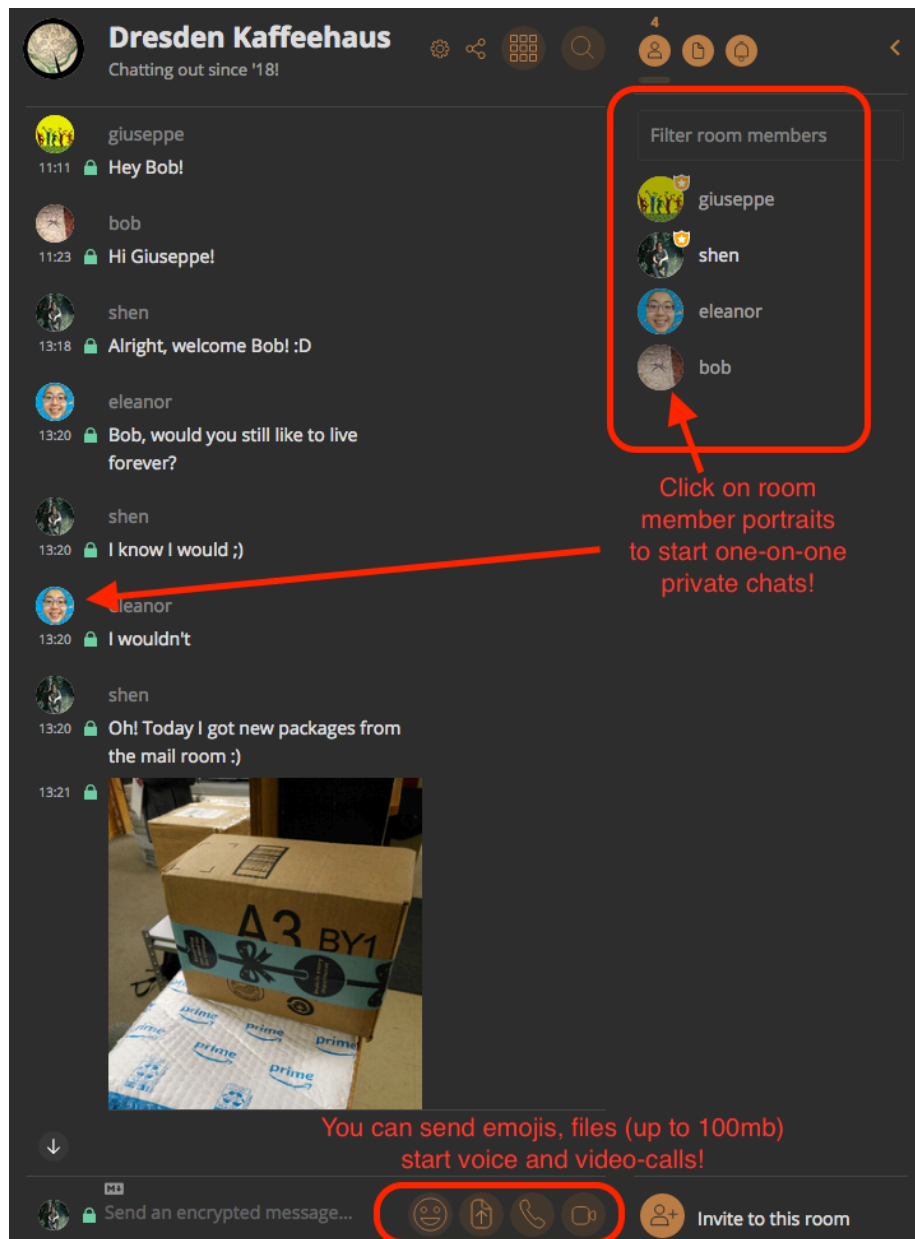 Dresden Kaffeehaus
Chatting out since '18!
4
giuseppe
11:11 Hey Bob!
bob
11:23 Hi Giuseppe!
shen
13:18 Alright, welcome Bob! :D
eleanor
13:20 Bob, would you still like to live
forever?
shen
13:20 I know I would ;)
eleanor
13:20 I wouldn't
shen
13:20 Oh! Today I got new packages from
the mail room :)
13:21
A3 BY1
prime
prime
prime
prime
prime
prime
Filter room members
giuseppe
shen
eleanor
bob
Click on room
member portraits
to start one-on-one
private chats!
You can send emojis, files (up to 100mb)
start voice and video-calls!
M
Send an encrypted message...
Invite to this room